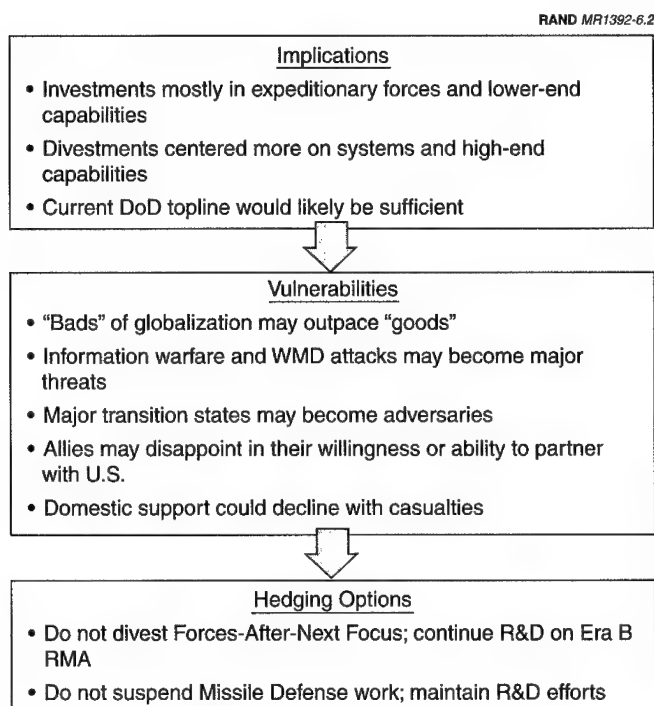 RAND MR1392-6.2
Implications
• Investments mostly in expeditionary forces and lower-end
capabilities
• Divestments centered more on systems and high-end
capabilities
• Current DoD topline would likely be sufficient
Vulnerabilities
• “Bads” of globalization may outpace “goods”
• Information warfare and WMD attacks may become major
threats
• Major transition states may become adversaries
• Allies may disappoint in their willingness or ability to partner
with U.S.
• Domestic support could decline with casualties
Hedging Options
• Do not divest Forces-After-Next Focus; continue R&D on Era B
RMA
• Do not suspend Missile Defense work; maintain R&D efforts